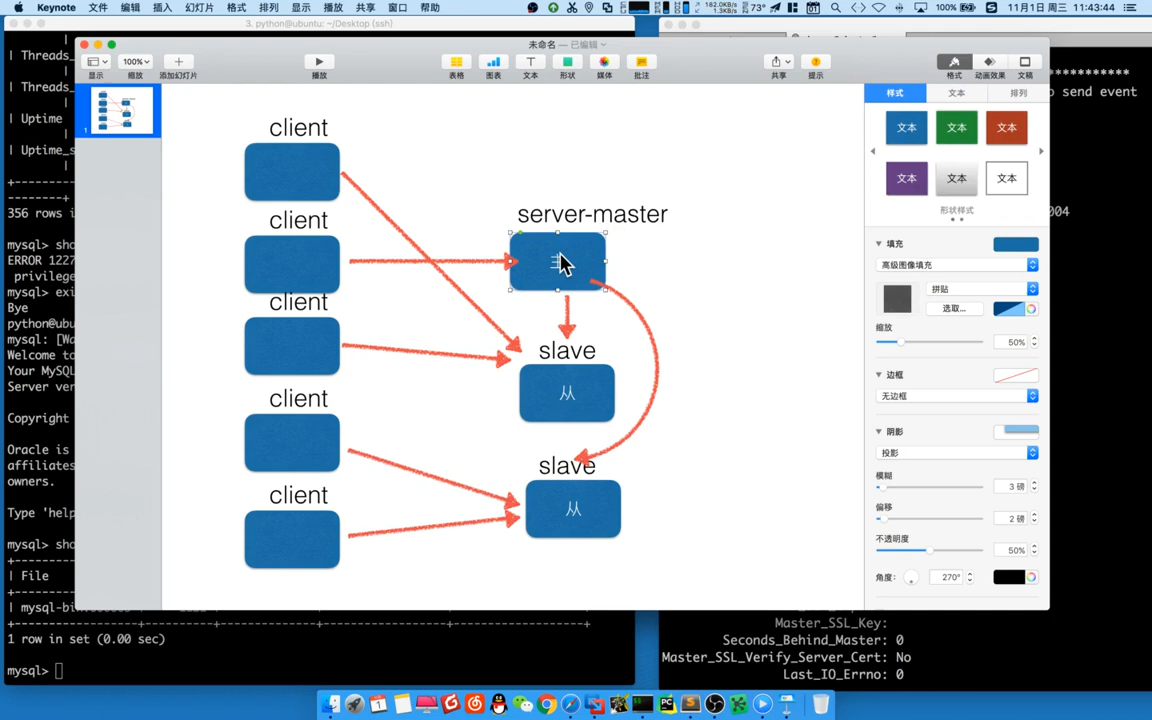 Keynote 文件 编辑 插入 幻灯片 格式 排列 显示 播放 共享 窗口 帮助
182.0KB/s
1.3KB/s
73°
100%
11月1日 周三 11:43:44
3. python@ubuntu: ~/Desktop (ssh)
未命名 — 已编辑
显示 缩放 添加幻灯片 播放 表格 图表 文本 形状 媒体 批注 共享 提示 格式 动画效果 文稿
100%
样式 文本 排列
文本 文本 文本
文本 文本 文本
形状样式
填充
高级图像填充
拼贴
选取...
缩放
50%
边框
无边框
阴影
投影
模糊
3 磅
偏移
2 磅
不透明度
50%
角度: 270°
1
client
client
client
client
client
server-master
slave
从
slave
从
| Threads_
|
| Threads_
|
| Uptime
|
| Uptime_s
|
356 rows i
mysql> sho
ERROR 1227
privilege
mysql> exi
Bye
python@ubu
mysql: [Wa
Welcome to
Your MySQL
Server ver
Copyright
Oracle is
affiliates
owners.
Type 'help
mysql> sho
| File
| mysql-bin
1 row in set (0.00 sec)
mysql>
o send event
004
Master_SSL_Key:
Seconds_Behind_Master: 0
Master_SSL_Verify_Server_Cert: No
Last_IO_Errno: 0